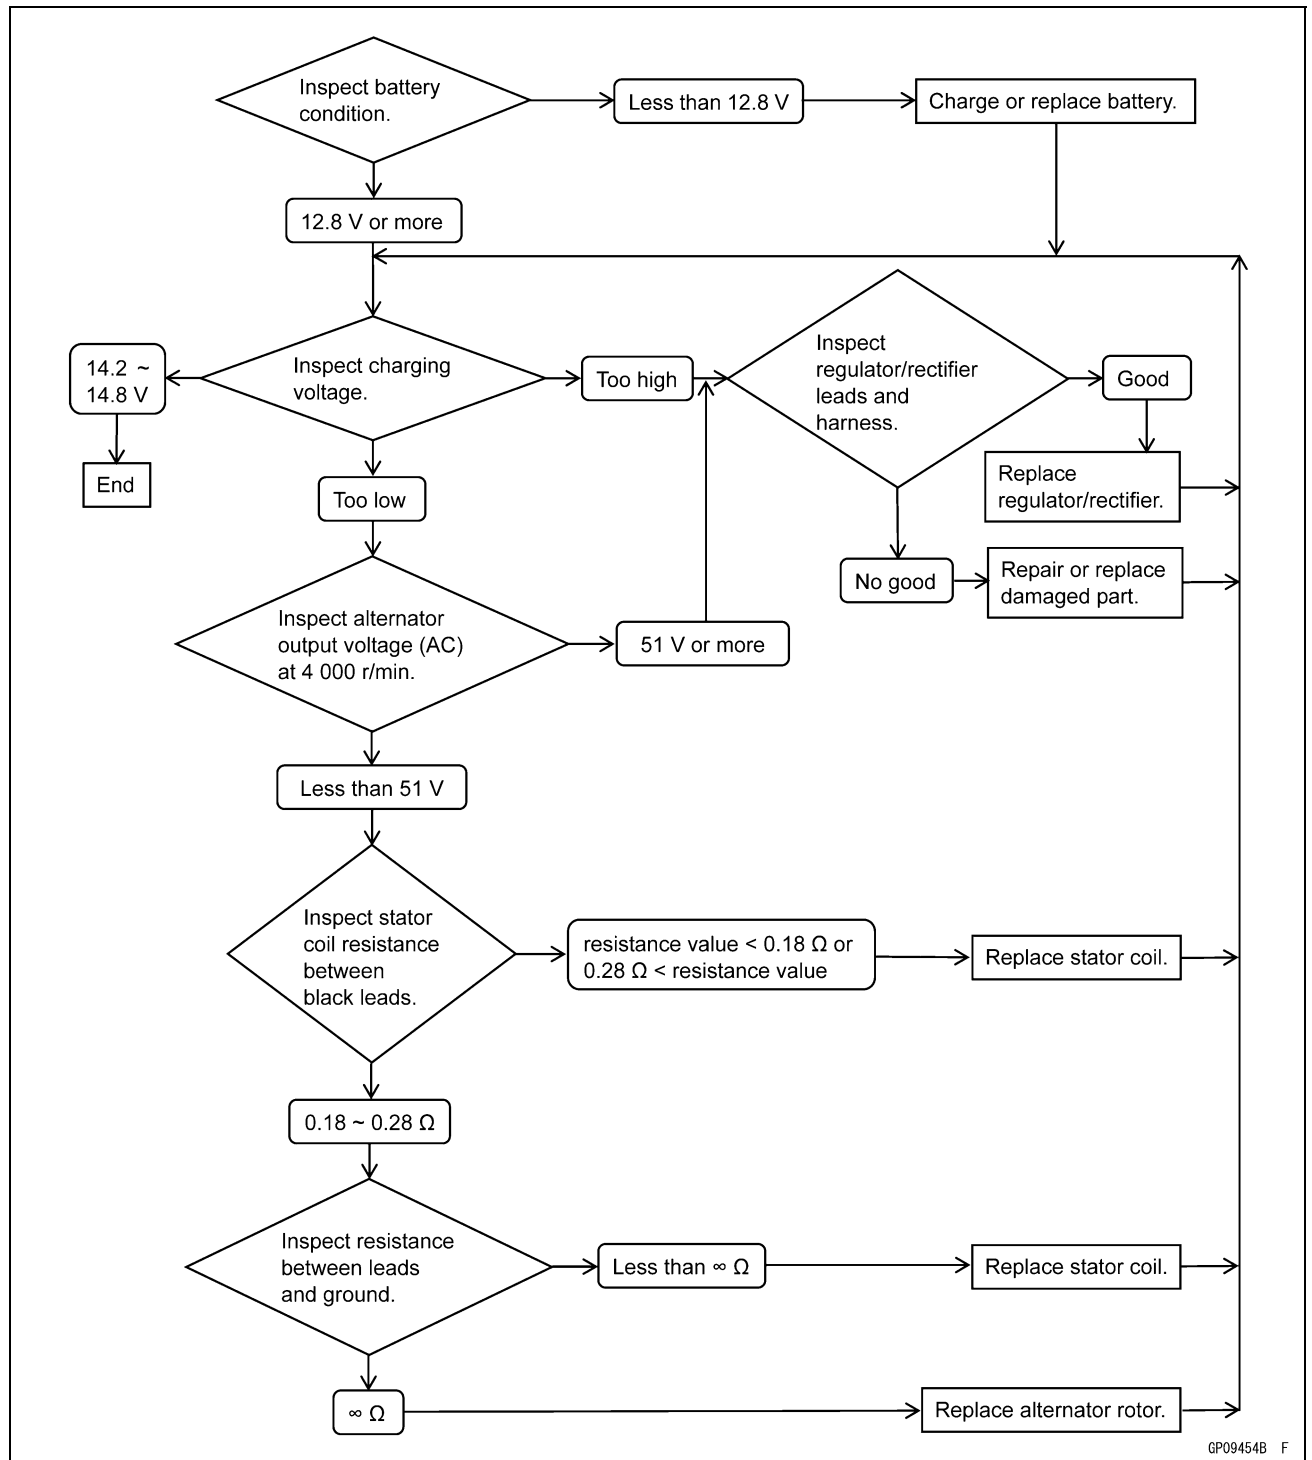 Inspect battery
condition.
Less than 12.8 V
Charge or replace battery.
12.8 V or more
14.2 ~
14.8 V
Inspect charging
voltage.
Too high
Inspect
regulator/rectifier
leads and
harness.
Good
End
Too low
Replace
regulator/rectifier.
No good
Repair or replace
damaged part.
Inspect alternator
output voltage (AC)
at 4 000 r/min.
51 V or more
Less than 51 V
Inspect stator
coil resistance
between
black leads.
resistance value < 0.18 Ω or
0.28 Ω < resistance value
Replace stator coil.
0.18 ~ 0.28 Ω
Inspect resistance
between leads
and ground.
Less than ∞ Ω
Replace stator coil.
∞ Ω
Replace alternator rotor.
GP09454B F